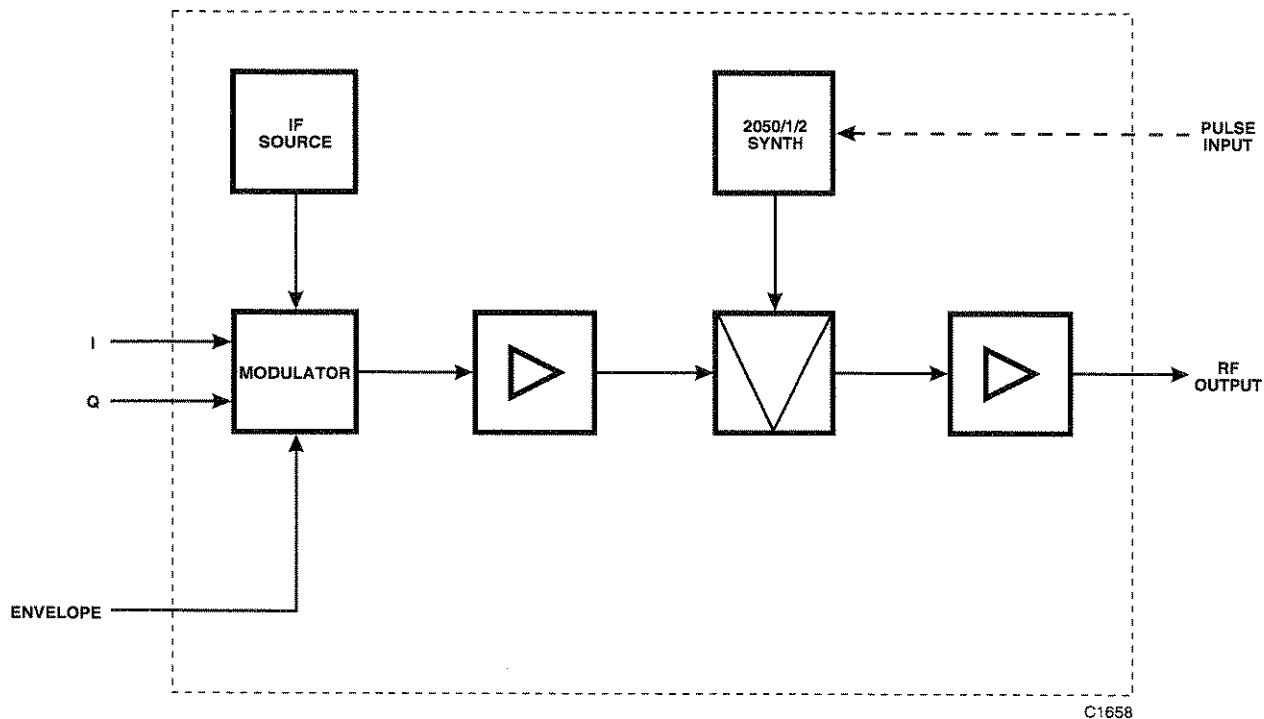 IF
SOURCE
2050/1/2
SYNTH
PULSE
INPUT
I
Q
MODULATOR
RF
OUTPUT
ENVELOPE
C1658